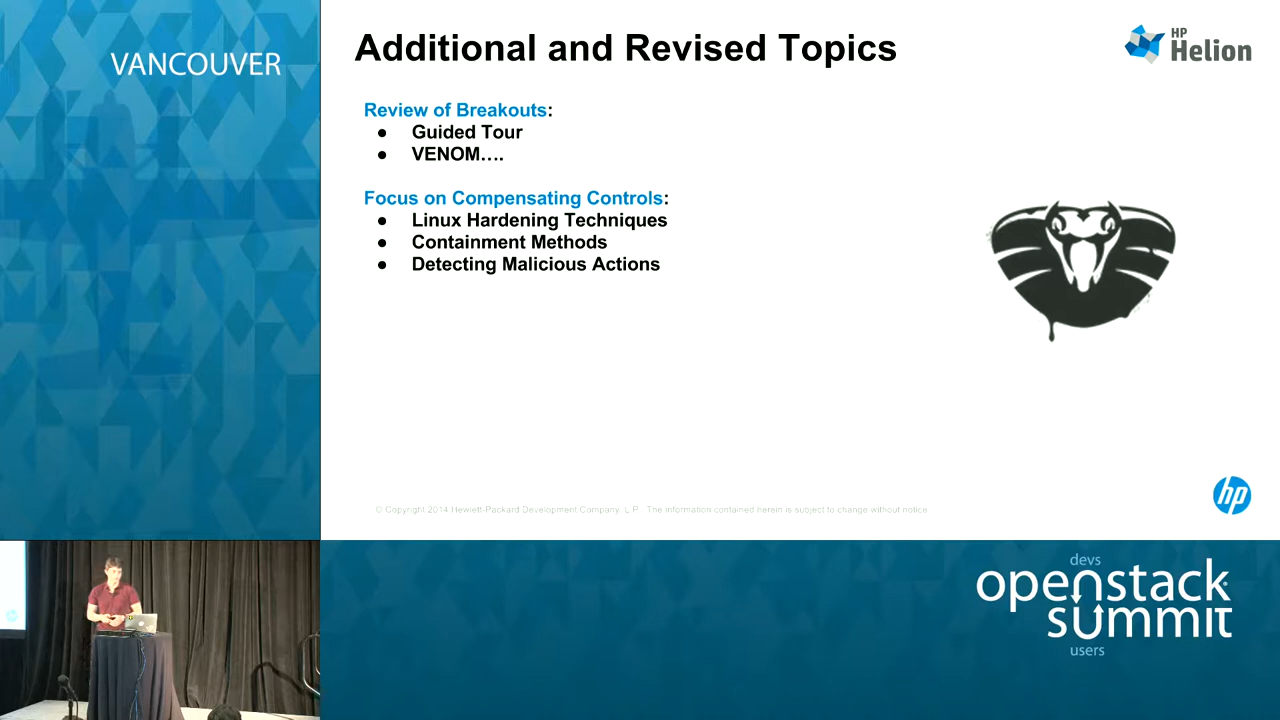 VANCOUVER
Additional and Revised Topics
HP
Helion
Review of Breakouts:
● Guided Tour
● VENOM....
Focus on Compensating Controls:
● Linux Hardening Techniques
● Containment Methods
● Detecting Malicious Actions
hp
© Copyright 2014 Hewlett-Packard Development Company, L.P. The information contained herein is subject to change without notice.
devs
openstack
summit
users